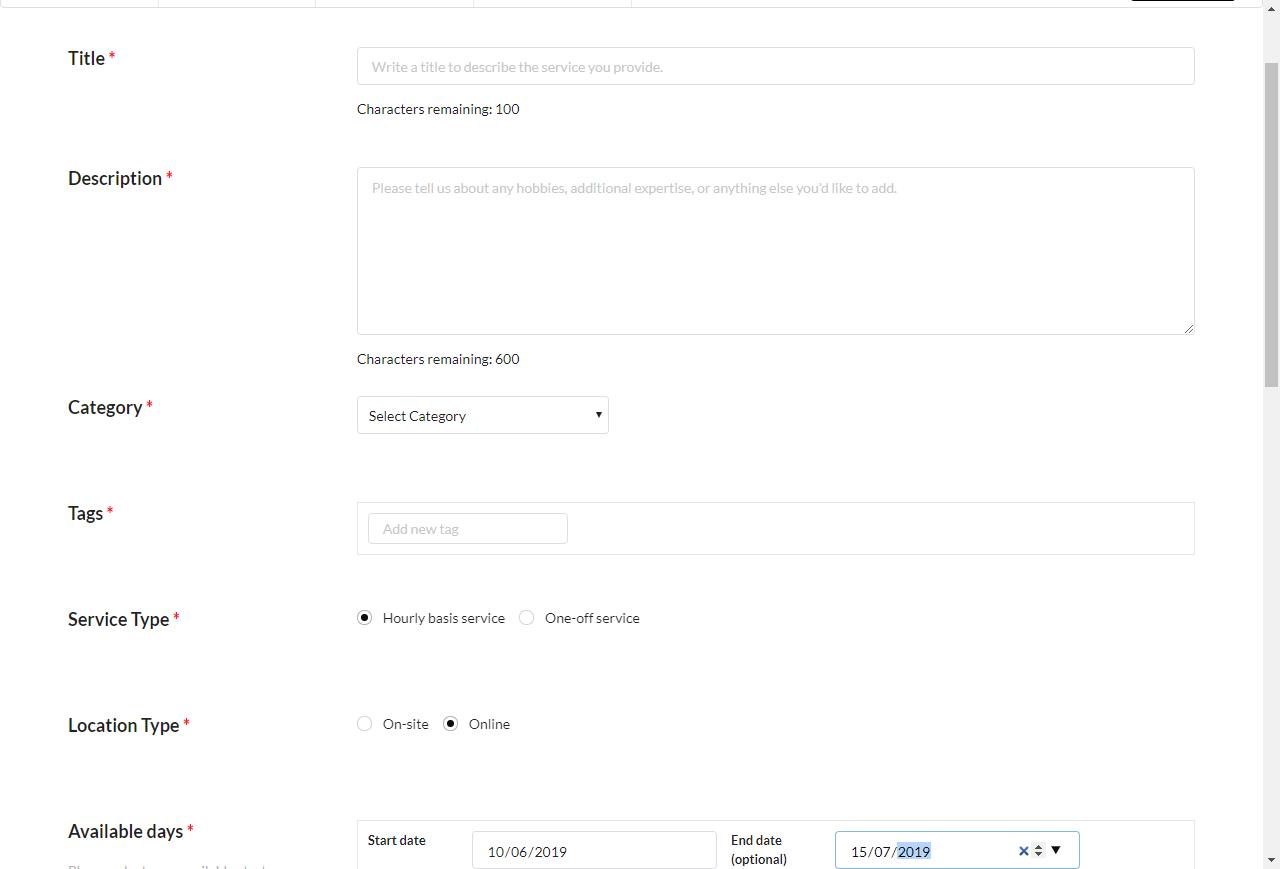 Title *
Write a title to describe the service you provide.
Characters remaining: 100
Description *
Please tell us about any hobbies, additional expertise, or anything else you'd like to add.
Characters remaining: 600
Category *
Select Category
Tags *
Add new tag
Service Type *
Hourly basis service One-off service
Location Type *
On-site Online
Available days *
Start date
10/06/2019
End date
(optional)
15/07/2019